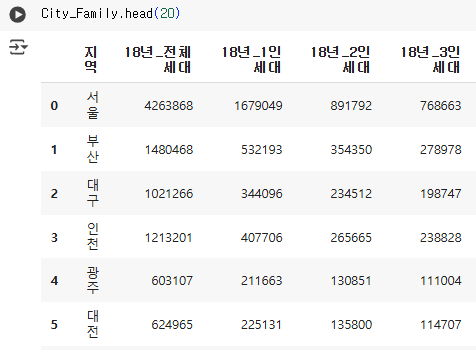 City_Family.head(20)
지역 18년_전체세대 18년_1인세대 18년_2인세대 18년_3인세대
0 서울 4263868 1679049 891792 768663
1 부산 1480468 532193 354350 278978
2 대구 1021266 344096 234512 198747
3 인천 1213201 407706 265665 238828
4 광주 603107 211663 130851 111004
5 대전 624965 225131 135800 114707